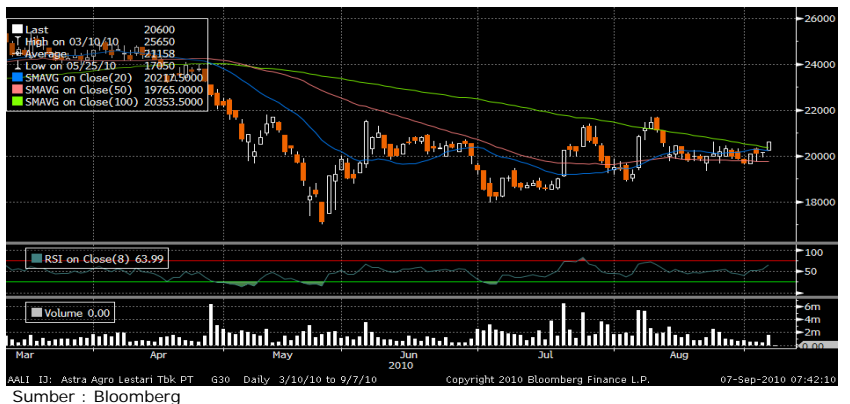 Last 20600
High on 03/10/10 25650
Average 21158
Low on 05/25/10 17050
SMAVG on Close(20) 20217.5000
SMAVG on Close(50) 19765.0000
SMAVG on Close(100) 20353.5000
26000
24000
22000
20000
18000
RSI on Close(8) 63.99
100
50
Volume 0.00
6m
4m
2m
0.00
Mar Apr May Jun Jul Aug
2010
AALI IJ: Astra Agro Lestari Tbk PT G30 Daily 3/10/10 to 9/7/10 Copyright 2010 Bloomberg Finance L.P. 07-Sep-2010 07:42:10
Sumber : Bloomberg